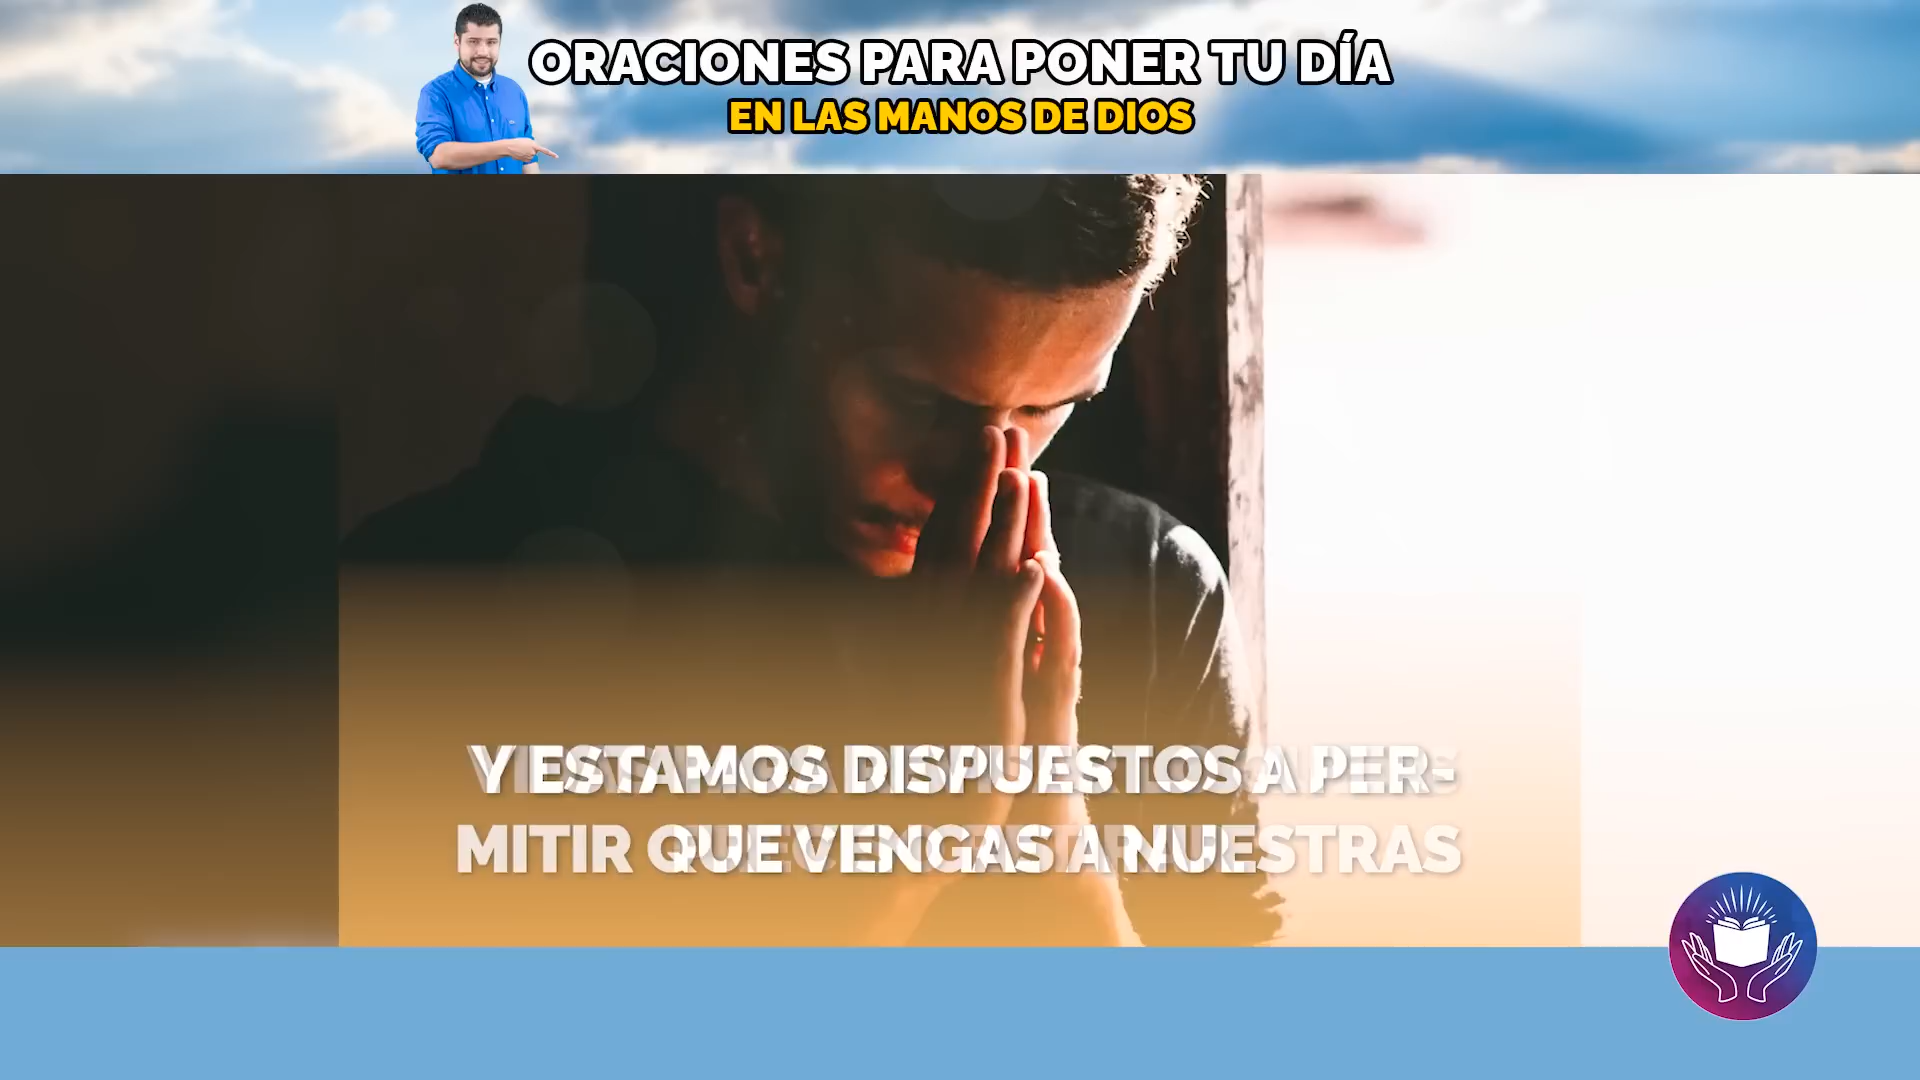 ORACIONES PARA PONER TU DÍA
EN LAS MANOS DE DIOS
Y ESTAMOS DISPUESTOS A PER-
MITIR QUE VENGAS A NUESTRAS